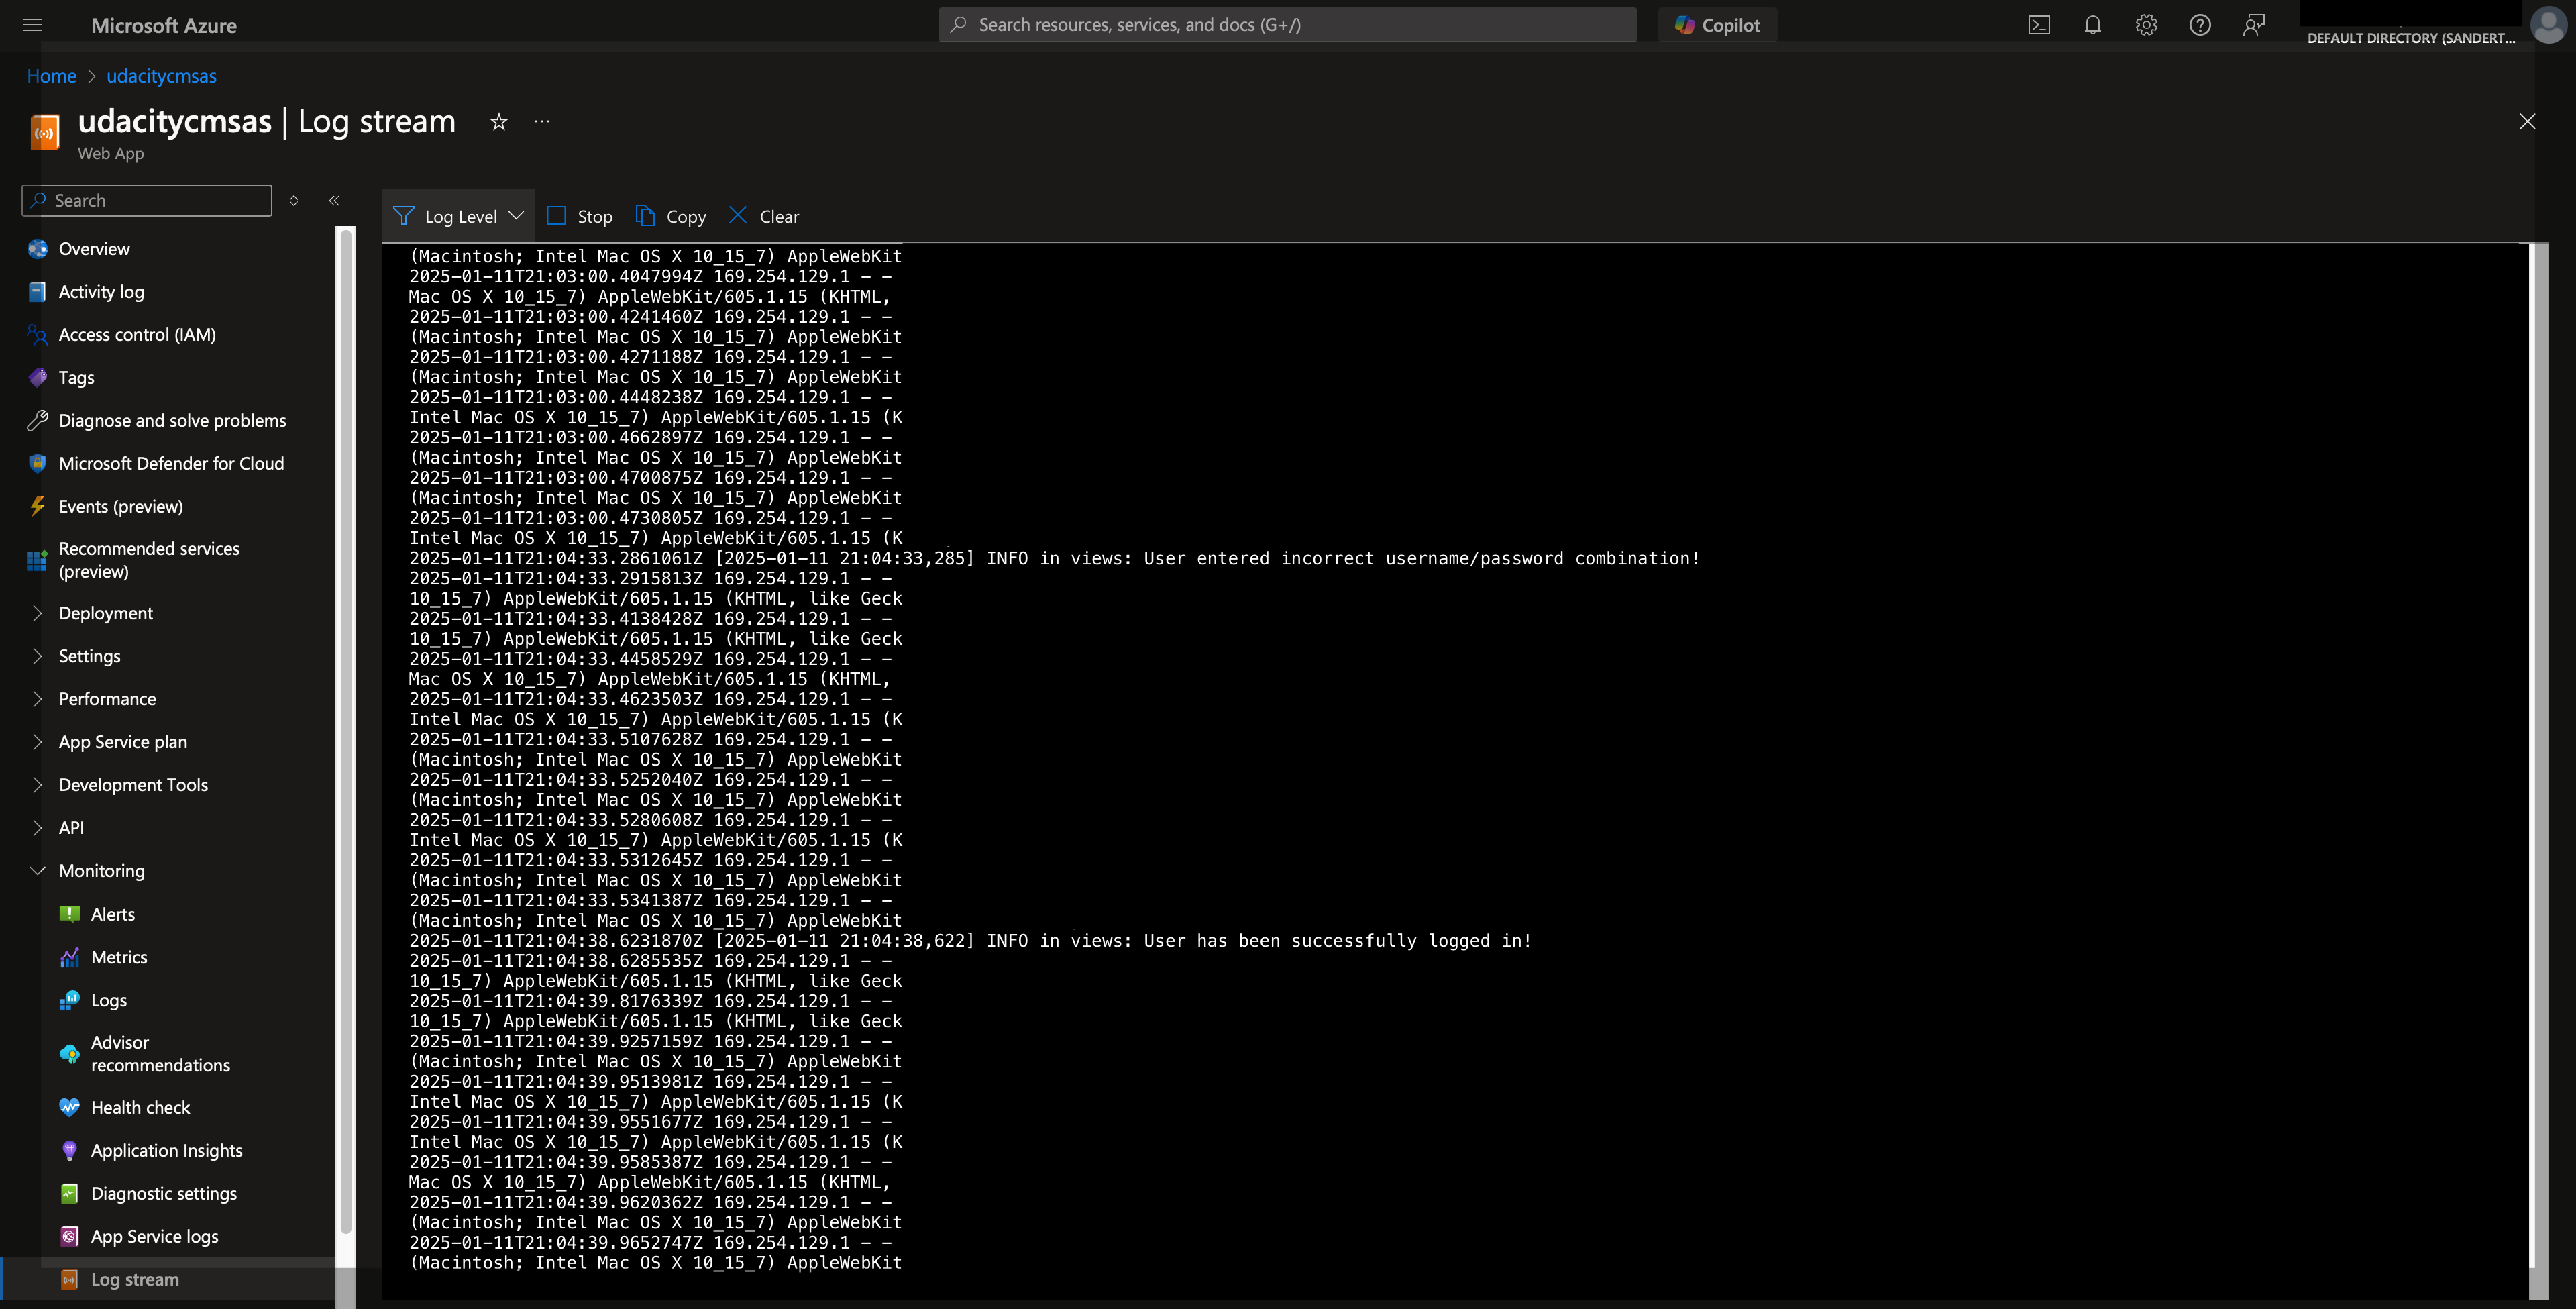 Microsoft Azure
Search resources, services, and docs (G+/)
Copilot
DEFAULT DIRECTORY (SANDERT...
Home > udacitycmsas
udacitycmsas | Log stream
Web App
Search
Overview
Activity log
Access control (IAM)
Tags
Diagnose and solve problems
Microsoft Defender for Cloud
Events (preview)
Recommended services
(preview)
Deployment
Settings
Performance
App Service plan
Development Tools
API
Monitoring
Alerts
Metrics
Logs
Advisor
recommendations
Health check
Application Insights
Diagnostic settings
App Service logs
Log stream
Log Level Stop Copy Clear
(Macintosh; Intel Mac OS X 10_15_7) AppleWebKit
2025-01-11T21:03:00.4047994Z 169.254.129.1 - -
Mac OS X 10_15_7) AppleWebKit/605.1.15 (KHTML,
2025-01-11T21:03:00.4241460Z 169.254.129.1 - -
(Macintosh; Intel Mac OS X 10_15_7) AppleWebKit
2025-01-11T21:03:00.4271188Z 169.254.129.1 - -
(Macintosh; Intel Mac OS X 10_15_7) AppleWebKit
2025-01-11T21:03:00.4448238Z 169.254.129.1 - -
Intel Mac OS X 10_15_7) AppleWebKit/605.1.15 (K
2025-01-11T21:03:00.4662897Z 169.254.129.1 - -
(Macintosh; Intel Mac OS X 10_15_7) AppleWebKit
2025-01-11T21:03:00.4700875Z 169.254.129.1 - -
(Macintosh; Intel Mac OS X 10_15_7) AppleWebKit
2025-01-11T21:03:00.4730805Z 169.254.129.1 - -
Intel Mac OS X 10_15_7) AppleWebKit/605.1.15 (K
2025-01-11T21:04:33.2861061Z [2025-01-11 21:04:33,285] INFO in views: User entered incorrect username/password combination!
2025-01-11T21:04:33.2915813Z 169.254.129.1 - -
10_15_7) AppleWebKit/605.1.15 (KHTML, like Geck
2025-01-11T21:04:33.4138428Z 169.254.129.1 - -
10_15_7) AppleWebKit/605.1.15 (KHTML, like Geck
2025-01-11T21:04:33.4458529Z 169.254.129.1 - -
Mac OS X 10_15_7) AppleWebKit/605.1.15 (KHTML,
2025-01-11T21:04:33.4623503Z 169.254.129.1 - -
Intel Mac OS X 10_15_7) AppleWebKit/605.1.15 (K
2025-01-11T21:04:33.5107628Z 169.254.129.1 - -
(Macintosh; Intel Mac OS X 10_15_7) AppleWebKit
2025-01-11T21:04:33.5252040Z 169.254.129.1 - -
(Macintosh; Intel Mac OS X 10_15_7) AppleWebKit
2025-01-11T21:04:33.5280608Z 169.254.129.1 - -
Intel Mac OS X 10_15_7) AppleWebKit/605.1.15 (K
2025-01-11T21:04:33.5312645Z 169.254.129.1 - -
(Macintosh; Intel Mac OS X 10_15_7) AppleWebKit
2025-01-11T21:04:33.5341387Z 169.254.129.1 - -
(Macintosh; Intel Mac OS X 10_15_7) AppleWebKit
2025-01-11T21:04:38.6231870Z [2025-01-11 21:04:38,622] INFO in views: User has been successfully logged in!
2025-01-11T21:04:38.6285535Z 169.254.129.1 - -
10_15_7) AppleWebKit/605.1.15 (KHTML, like Geck
2025-01-11T21:04:39.8176339Z 169.254.129.1 - -
10_15_7) AppleWebKit/605.1.15 (KHTML, like Geck
2025-01-11T21:04:39.9257159Z 169.254.129.1 - -
(Macintosh; Intel Mac OS X 10_15_7) AppleWebKit
2025-01-11T21:04:39.9513981Z 169.254.129.1 - -
Intel Mac OS X 10_15_7) AppleWebKit/605.1.15 (K
2025-01-11T21:04:39.9551677Z 169.254.129.1 - -
Intel Mac OS X 10_15_7) AppleWebKit/605.1.15 (K
2025-01-11T21:04:39.9585387Z 169.254.129.1 - -
Mac OS X 10_15_7) AppleWebKit/605.1.15 (KHTML,
2025-01-11T21:04:39.9620362Z 169.254.129.1 - -
(Macintosh; Intel Mac OS X 10_15_7) AppleWebKit
2025-01-11T21:04:39.9652747Z 169.254.129.1 - -
(Macintosh; Intel Mac OS X 10_15_7) AppleWebKit